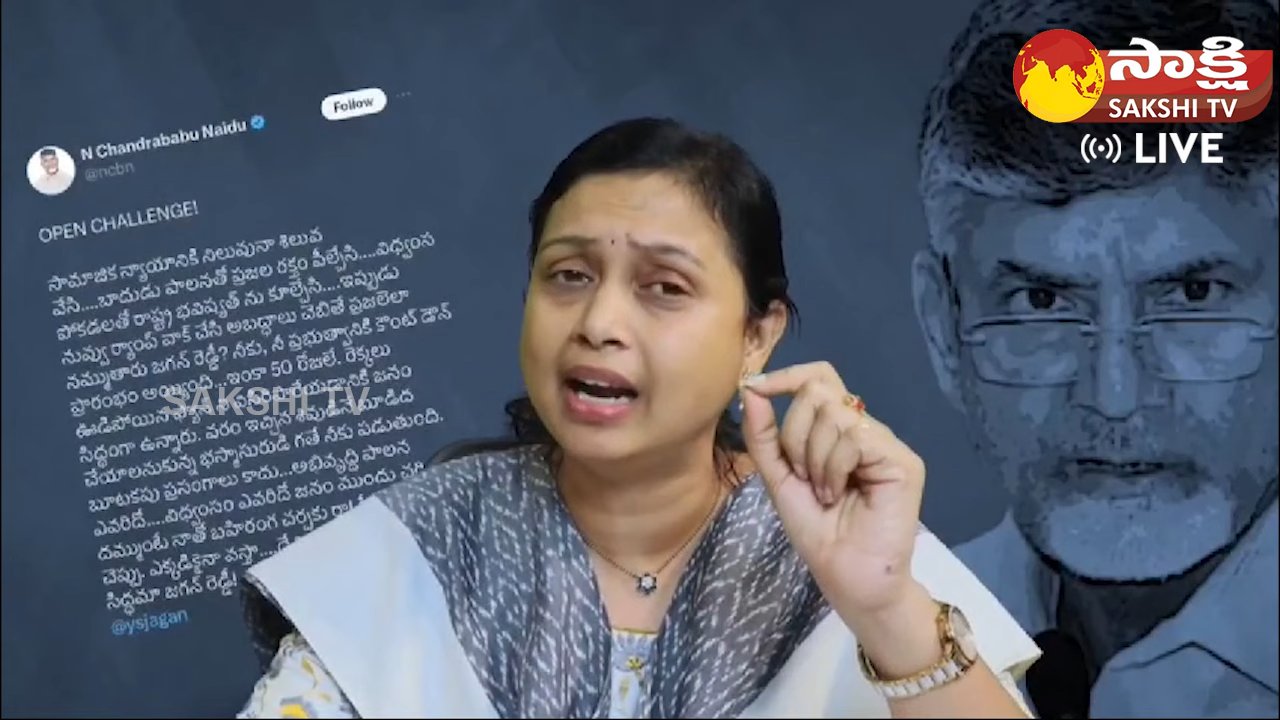 సాక్షి
SAKSHI TV
LIVE
N Chandrababu Naidu
@ncbn
Follow
OPEN CHALLENGE!
సామాజిక న్యాయానికి నిలువునా శిలువ
వేసి....బాదుడు పాలనతో ప్రజల రక్తం పీల్చేసి....విధ్వంస
పోకడలతో రాష్ట్ర భవిష్యత్ ను కూల్చేసి....ఇప్పుడు
నువ్వు ర్యాంప్ వాక్ చేసి అబద్ధాలు చెబితే ప్రజలెలా
నమ్ముతారు జగన్ రెడ్డీ? నీకు, నీ ప్రభుత్వానికి కౌంట్ డౌన్
ప్రారంభం అయ్యింది...ఇంకా 50 రోజులే. రెక్కలు
ఊడిపోయిన జనం
SAKSHI TV
సిద్ధంగా ఉన్నారు. వరం ఇచ్చిన
చేయాలనుకున్న భస్మాసురుడి గతే నీకు పడుతుంది.
బూటకపు ప్రసంగాలు కాదు...అభివృద్ధి పాలన
ఎవరిదో....విధ్వంసం ఎవరిదో జనం ముందు
దమ్ముంటే నాతో బహిరంగ చర్చకు
చెప్పు ఎక్కడికైనా వస్తా....
సిద్ధమా జగన్ రెడ్డీ!
@ysjagan